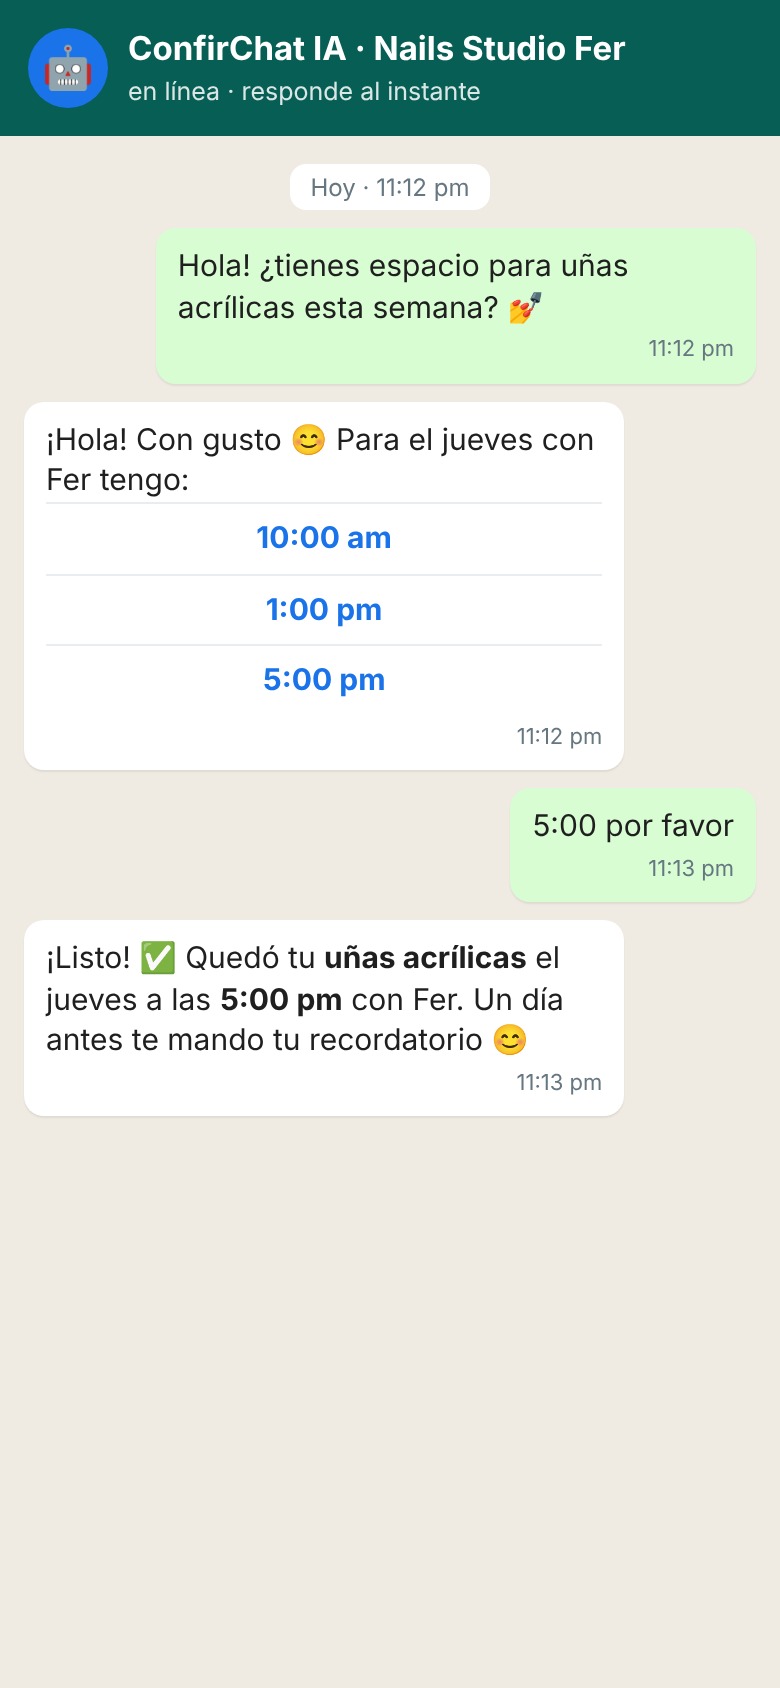 ConfirChat IA · Nails Studio Fer
en línea · responde al instante
Hoy · 11:12 pm
Hola! ¿tienes espacio para uñas
acrílicas esta semana? 💅
11:12 pm
¡Hola! Con gusto 😊 Para el jueves con
Fer tengo:
10:00 am
1:00 pm
5:00 pm
11:12 pm
5:00 por favor
11:13 pm
¡Listo! ✅ Quedó tu uñas acrílicas el
jueves a las 5:00 pm con Fer. Un día
antes te mando tu recordatorio 😊
11:13 pm